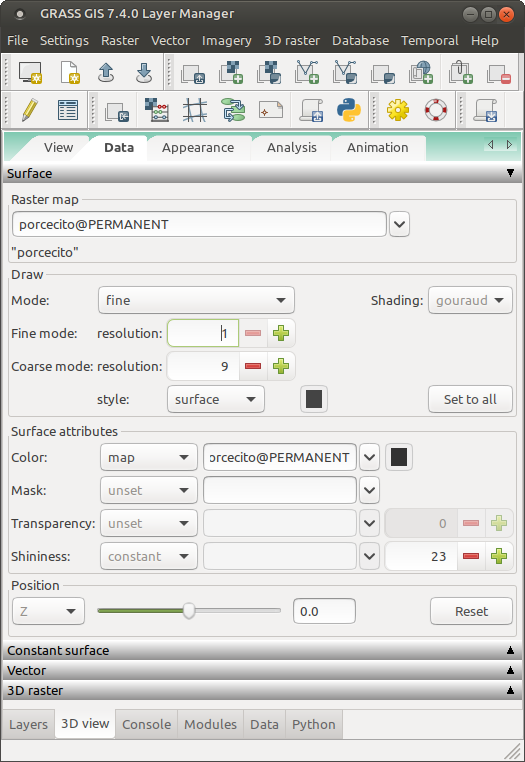 GRASS GIS 7.4.0 Layer Manager
File Settings Raster Vector Imagery 3D raster Database Temporal Help
View Data Appearance Analysis Animation
Surface
Raster map
porcecito@PERMANENT
"porcecito"
Draw
Mode: fine Shading: gouraud
Fine mode: resolution: 1
Coarse mode: resolution: 9
style: surface Set to all
Surface attributes
Color: map orcecito@PERMANENT
Mask: unset
Transparency: unset 0
Shininess: constant 23
Position
Z 0.0 Reset
Constant surface
Vector
3D raster
Layers 3D view Console Modules Data Python